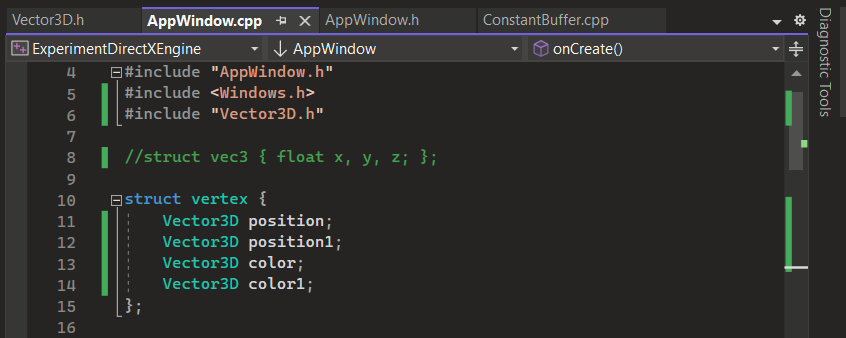 Vector3D.h AppWindow.cpp AppWindow.h ConstantBuffer.cpp
ExperimentDirectXEngine AppWindow onCreate()
4 #include "AppWindow.h"
5 #include <Windows.h>
6 #include "Vector3D.h"
7
8 //struct vec3 { float x, y, z; };
9
10 struct vertex {
11 Vector3D position;
12 Vector3D position1;
13 Vector3D color;
14 Vector3D color1;
15 };
16
Diagnostic Tools